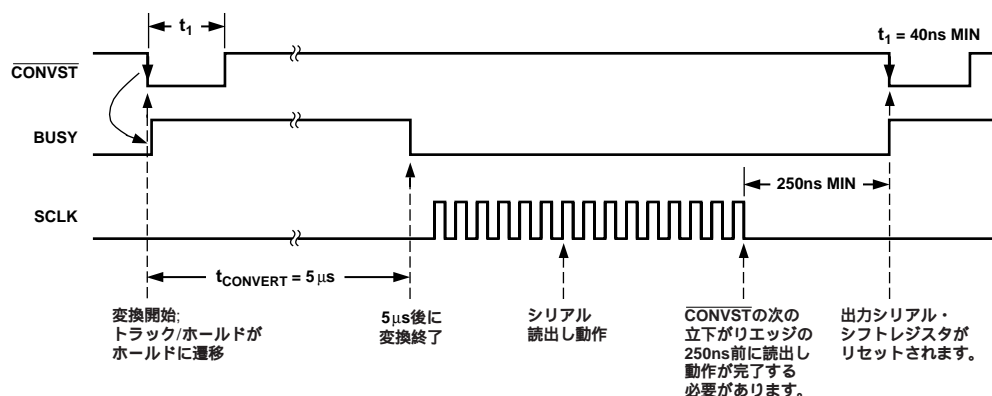 t1
t1 = 40ns MIN
CONVST
BUSY
250ns MIN
SCLK
tCONVERT = 5μs
変換開始;
トラック/ホールドが
ホールドに遷移
5μs後に
変換終了
シリアル
読出し動作
CONVSTの次の
立下がりエッジの
250ns前に読出し
動作が完了する
必要があります。
出力シリアル・
シフトレジスタが
リセットされます。